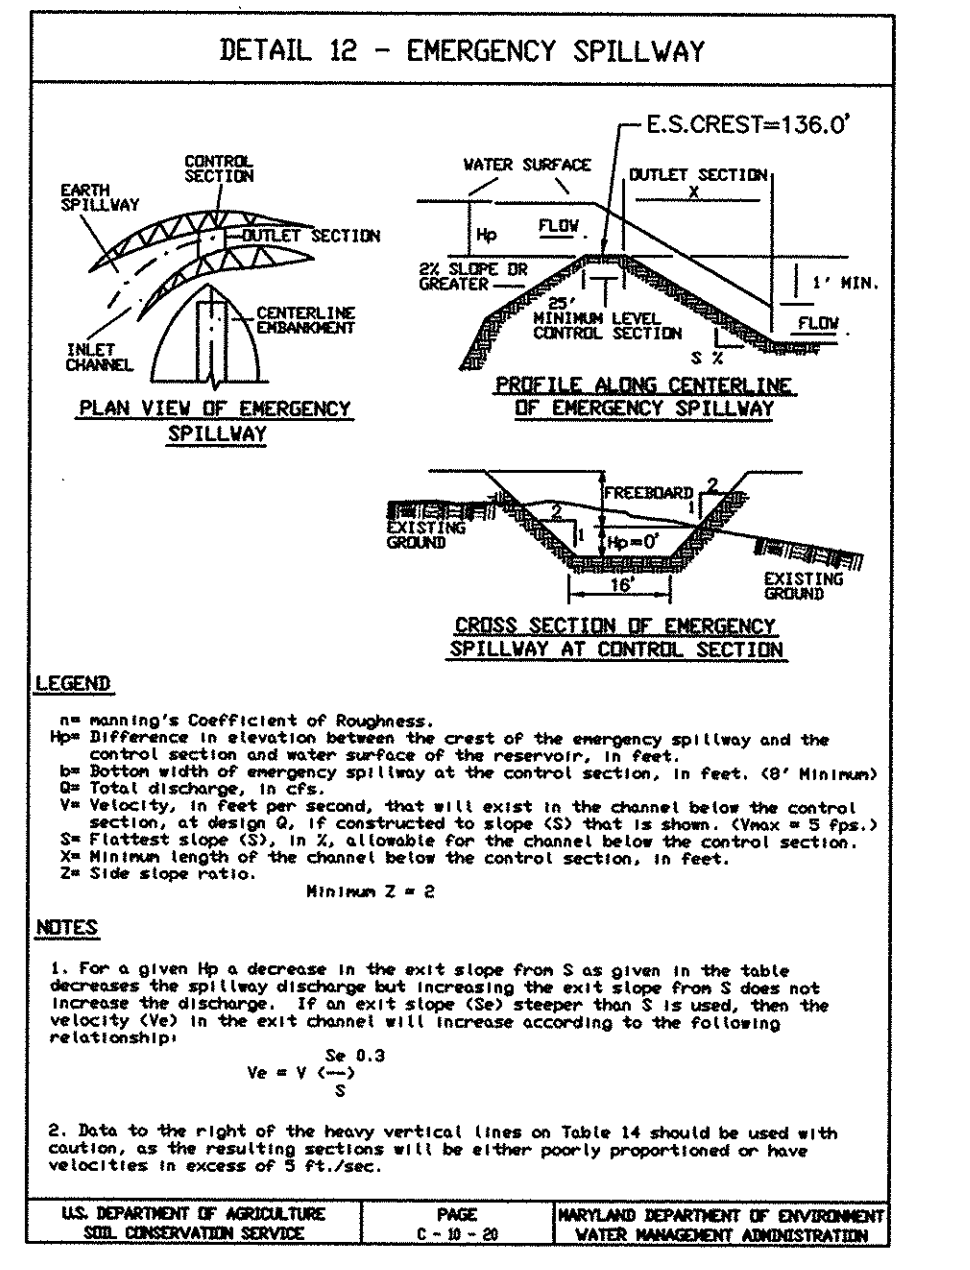 DETAIL 12 - EMERGENCY SPILLWAY
E.S.CREST=136.0'
WATER SURFACE
OUTLET SECTION
X
CONTROL
SECTION
EARTH
SPILLWAY
OUTLET SECTION
Hp
FLOW
2% SLOPE OR
GREATER
1' MIN.
25'
MINIMUM LEVEL
CONTROL SECTION
FLOW
S %
CENTERLINE
EMBANKMENT
INLET
CHANNEL
PLAN VIEW OF EMERGENCY
SPILLWAY
PROFILE ALONG CENTERLINE
OF EMERGENCY SPILLWAY
FREEBOARD
2
1
2
1
Hp=0'
EXISTING
GROUND
16'
EXISTING
GROUND
CROSS SECTION OF EMERGENCY
SPILLWAY AT CONTROL SECTION
LEGEND
n= manning's Coefficient of Roughness.
Hp= Difference in elevation between the crest of the emergency spillway and the
control section and water surface of the reservoir, in feet.
b= Bottom width of emergency spillway at the control section, in feet. (8' Minimum)
Q= Total discharge, in cfs.
V= Velocity, in feet per second, that will exist in the channel below the control
section, at design Q, if constructed to slope (S) that is shown. (Vmax = 5 fps.)
S= Flattest slope (S), in %, allowable for the channel below the control section.
X= Minimum length of the channel below the control section, in feet.
Z= Side slope ratio.
Minimum Z = 2
NOTES
1. For a given Hp a decrease in the exit slope from S as given in the table
decreases the spillway discharge but increasing the exit slope from S does not
increase the discharge. If an exit slope (Se) steeper than S is used, then the
velocity (Ve) in the exit channel will increase according to the following
relationship:
Se 0.3
Ve = V (—)
S
2. Data to the right of the heavy vertical lines on Table 14 should be used with
caution, as the resulting sections will be either poorly proportioned or have
velocities in excess of 5 ft./sec.
U.S. DEPARTMENT OF AGRICULTURE
SOIL CONSERVATION SERVICE
PAGE
C - 10 - 20
MARYLAND DEPARTMENT OF ENVIRONMENT
WATER MANAGEMENT ADMINISTRATION